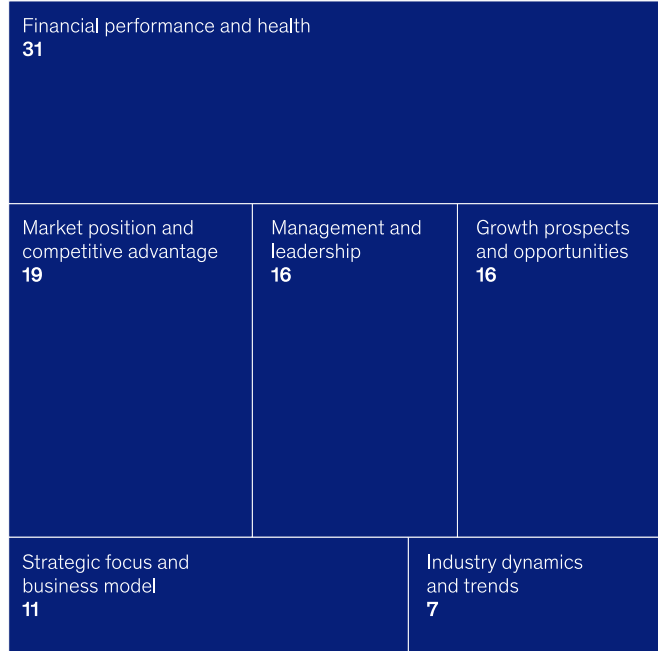 Financial performance and health
31
Market position and
competitive advantage
19
Management and
leadership
16
Growth prospects
and opportunities
16
Strategic focus and
business model
11
Industry dynamics
and trends
7